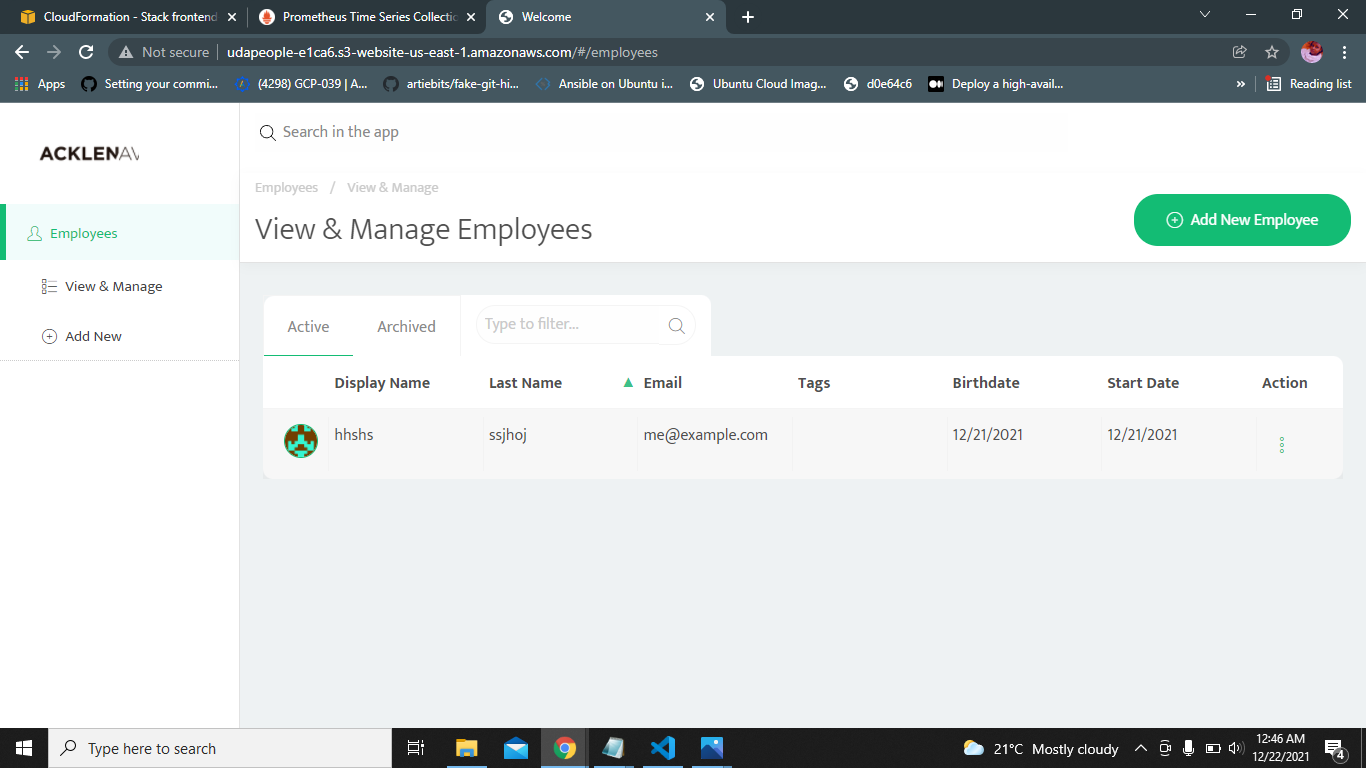 CloudFormation - Stack frontend
Prometheus Time Series Collectic
Welcome
Not secure
udapeople-e1ca6.s3-website-us-east-1.amazonaws.com/#/employees
Apps
Setting your commi...
(4298) GCP-039 | A...
artiebits/fake-git-hi...
Ansible on Ubuntu i...
Ubuntu Cloud Imag...
d0e64c6
Deploy a high-avail...
»
Reading list
ACKLENAV
Search in the app
Employees / View & Manage
View & Manage Employees
Add New Employee
Employees
View & Manage
Add New
Active
Archived
Type to filter...
Display Name Last Name ▲ Email Tags Birthdate Start Date Action
hhshs ssjhoj me@example.com 12/21/2021 12/21/2021
Type here to search
21°C Mostly cloudy
12:46 AM
12/22/2021
4